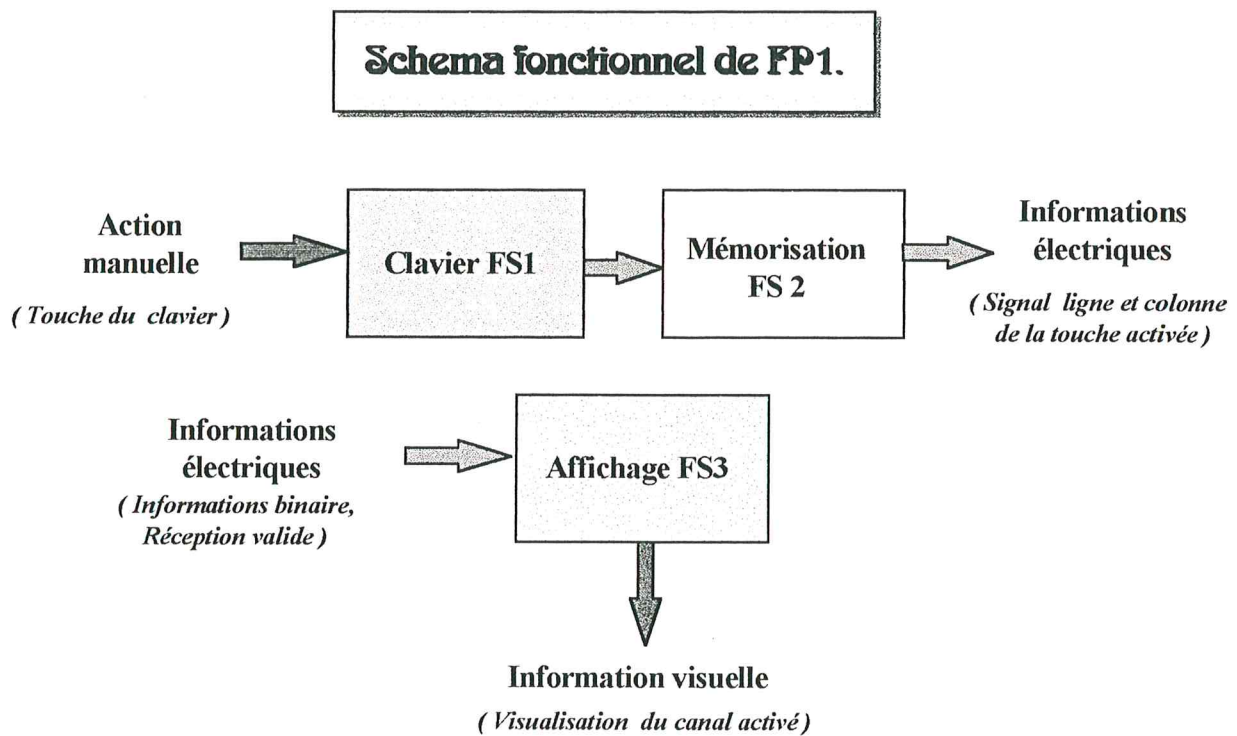 Schema fonctionnel de FP1.
Action
manuelle
( Touche du clavier )
Clavier FS1
Mémorisation
FS 2
Informations
électriques
( Signal ligne et colonne
de la touche activée )
Informations
électriques
( Informations binaire,
Réception valide )
Affichage FS3
Information visuelle
( Visualisation du canal activé )